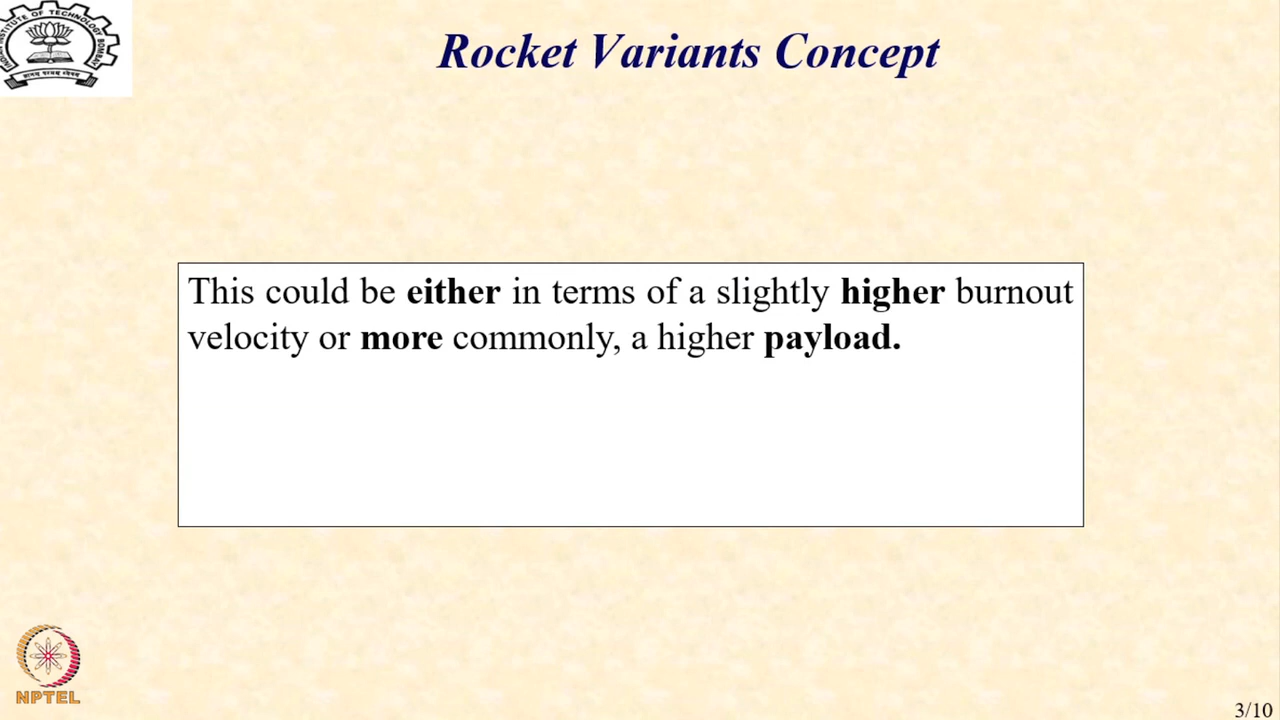 Rocket Variants Concept
This could be either in terms of a slightly higher burnout
velocity or more commonly, a higher payload.
NPTEL
3/10